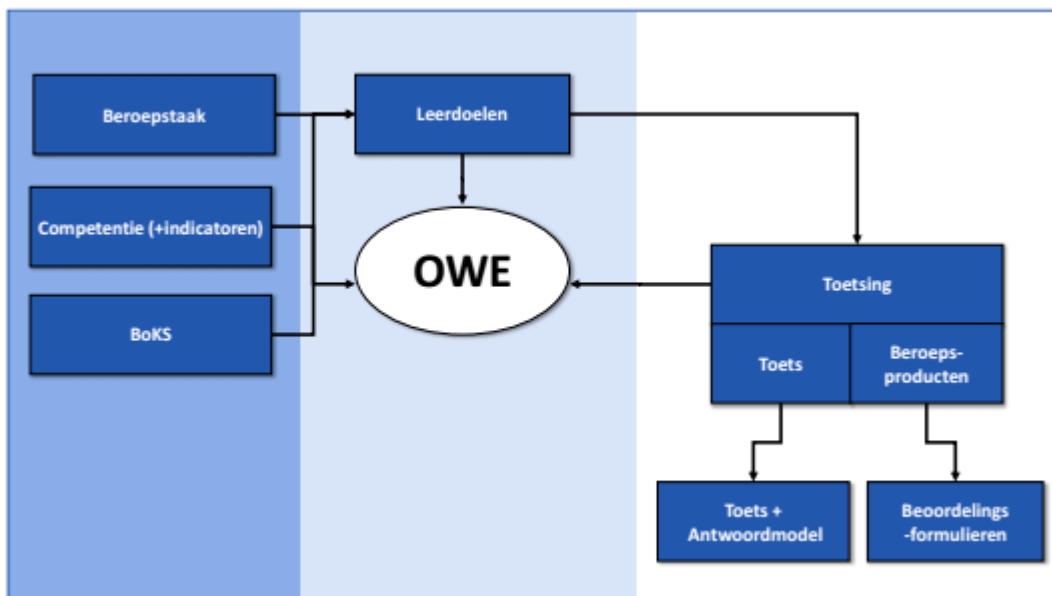 Beroepstaak
Leerdoelen
Competentie (+indicatoren)
OWE
BoKS
Toetsing
Toets
Beroeps-
producten
Toets +
Antwoordmodel
Beoordelings
-formulieren